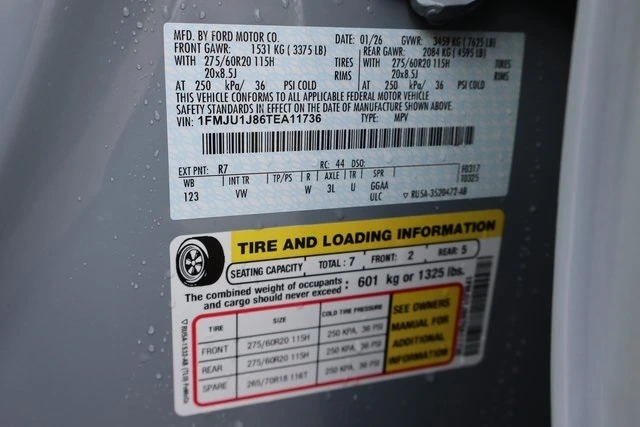 MFD. BY FORD MOTOR CO. DATE: 01/26 GVWR: 3459 KG ( 7625 LB)
FRONT GAWR: 1531 KG ( 3375 LB) REAR GAWR: 2084 KG ( 4595 LB)
WITH 275/60R20 115H TIRES WITH 275/60R20 115H TIRES
20x8.5J RIMS 20x8.5J RIMS
AT 250 kPa/ 36 PSI COLD AT 250 kPa/ 36 PSI COLD
THIS VEHICLE CONFORMS TO ALL APPLICABLE FEDERAL MOTOR VEHICLE
SAFETY STANDARDS IN EFFECT ON THE DATE OF MANUFACTURE SHOWN ABOVE.
VIN: 1FMJU1J86TEA11736 TYPE: MPV
EXT PNT: R7 RC: 44 DSO: F0317
WB INT TR TP/PS R AXLE TR SPR T0325
123 VW W 3L U GGAA
ULC ▽ RU5A-3520472-AB
TIRE AND LOADING INFORMATION
SEATING CAPACITY TOTAL: 7 FRONT: 2 REAR: 5
The combined weight of occupants and cargo should never exceed: 601 kg or 1325 lbs.
TIRE SIZE COLD TIRE PRESSURE
FRONT 275/60R20 115H 250 KPA, 36 PSI
REAR 275/60R20 115H 250 KPA, 36 PSI
SPARE 265/70R18 116T 250 KPA, 36 PSI
SEE OWNERS
MANUAL FOR
ADDITIONAL
INFORMATION